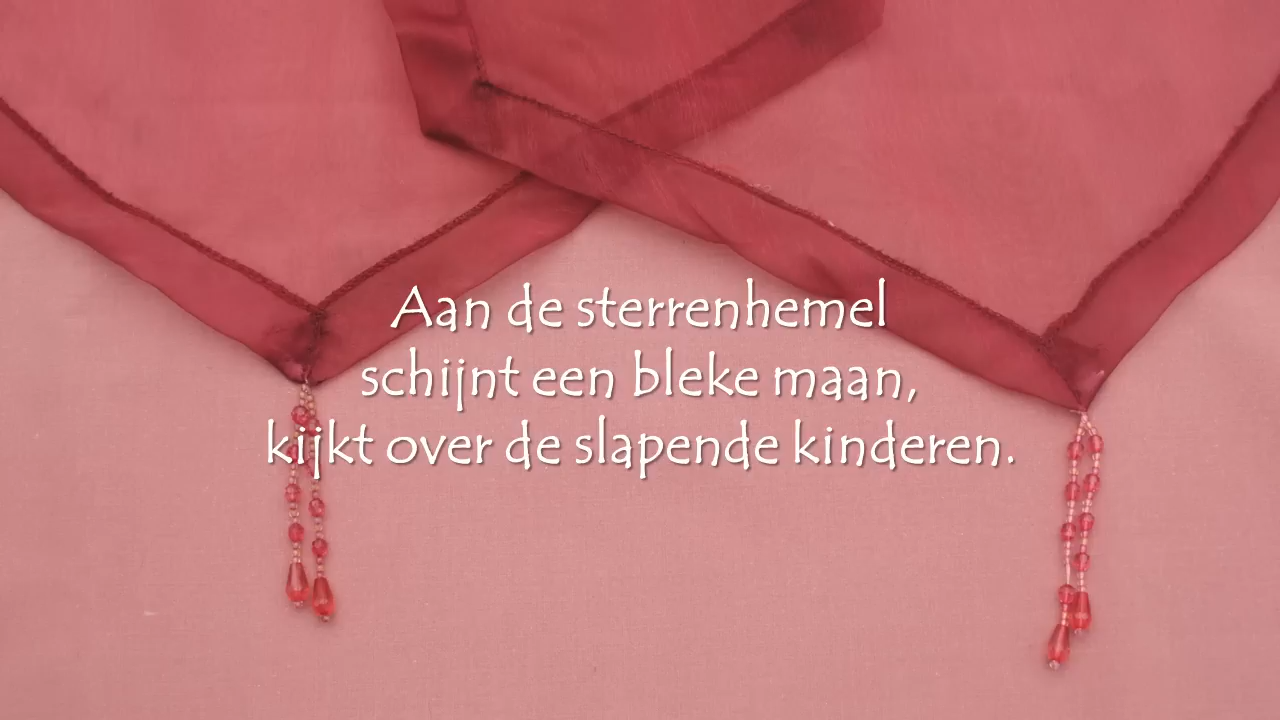 Aan de sterrenhemel
schijnt een bleke maan,
kijkt over de slapende kinderen.